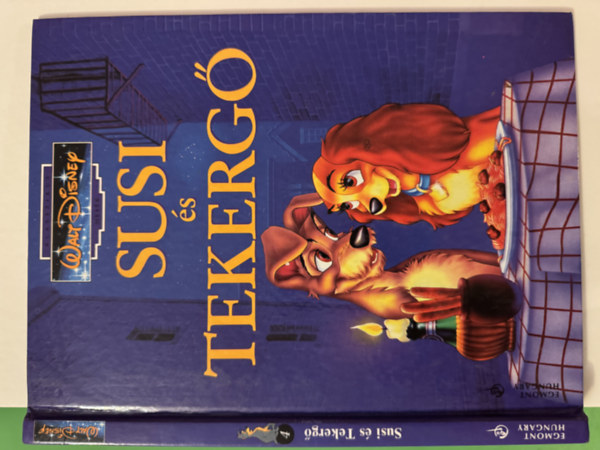 WALT DISNEY
SUSI
és
TEKERGŐ
EGMONT
HUNGARY
WALT DISNEY
Susi és Tekergő
EGMONT
HUNGARY